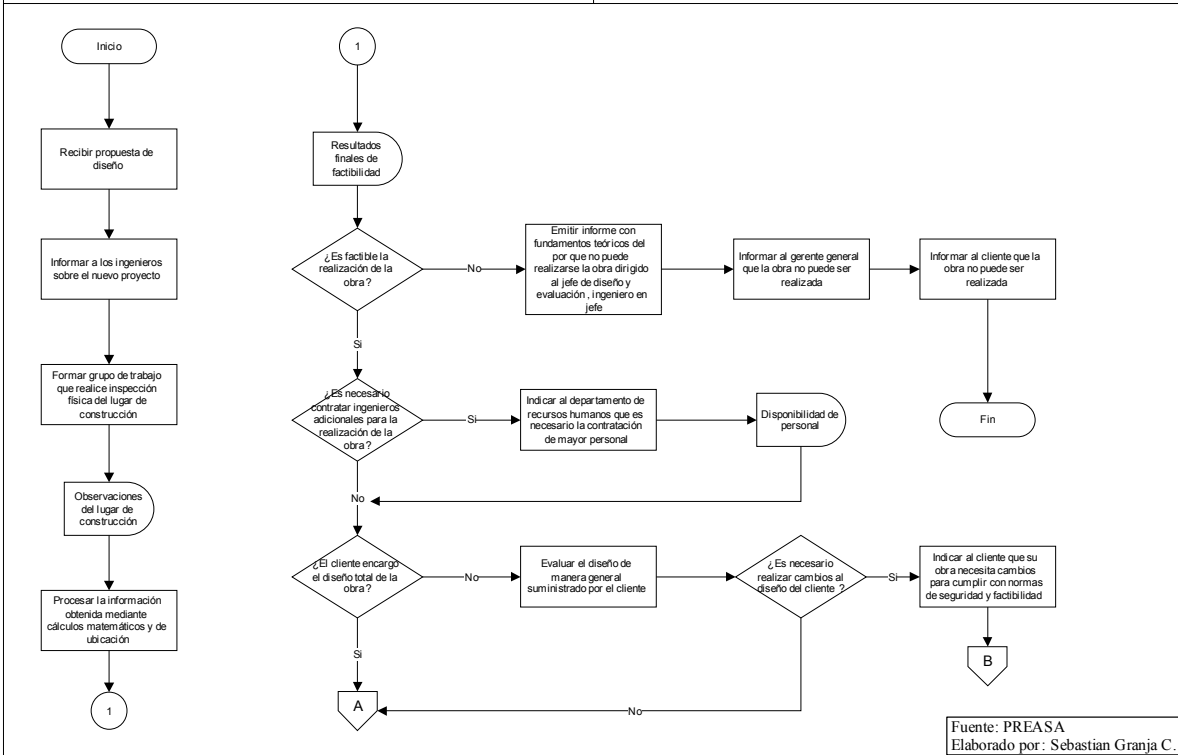 Inicio
Recibir propuesta de
diseño
Informar a los ingenieros
sobre el nuevo proyecto
Formar grupo de trabajo
que realice inspección
física del lugar de
construcción
Observaciones
del lugar de
construcción
Procesar la información
obtenida mediante
cálculos matemáticos y de
ubicación
1
1
Resultados
finales de
factibilidad
¿Es factible la
realización de la
obra?
No
Emitir informe con
fundamentos teóricos del
por que no puede
realizarse la obra dirigido
al jefe de diseño y
evaluación, ingeniero en
jefe
Informar al gerente general
que la obra no puede ser
realizada
Informar al cliente que la
obra no puede ser
realizada
Fin
Si
¿Es necesario
contratar ingenieros
adicionales para la
realización de la
obra?
Si
Indicar al departamento de
recursos humanos que es
necesario la contratación
de mayor personal
Disponibilidad de
personal
No
¿El cliente encargo
el diseño total de la
obra?
No
Evaluar el diseño de
manera general
suministrado por el cliente
¿Es necesario
realizar cambios al
diseño del cliente?
Si
Indicar al cliente que su
obra necesita cambios
para cumplir con normas
de seguridad y factibilidad
B
Si
A
No
Fuente: PREASA
Elaborado por: Sebastian Granja C.